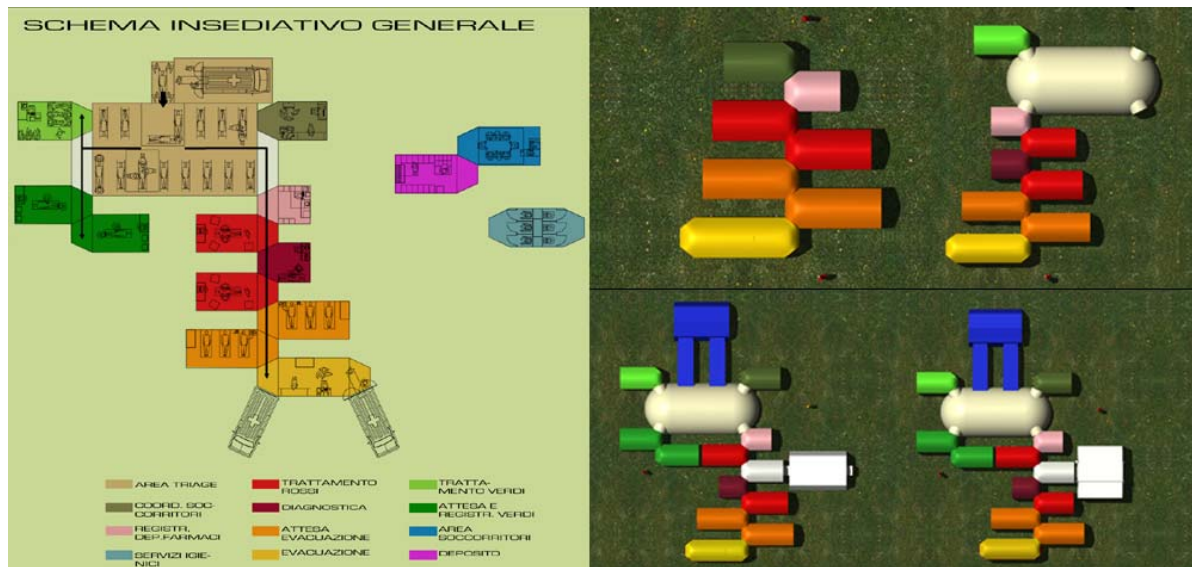 SCHEMA INSEDIATIVO GENERALE
AREA TRIAGE
COORD. SOC-
CORRITORI
REGISTR.
DEP.FARMACI
SERVIZI IGIE-
NICI
TRATTAMENTO
ROSSI
DIAGNOSTICA
ATTESA
EVACUAZIONE
EVACUAZIONE
TRATTA-
MENTO VERDI
ATTESA E
REGISTR. VERDI
AREA
SOCCORRITORI
DEPOSITO